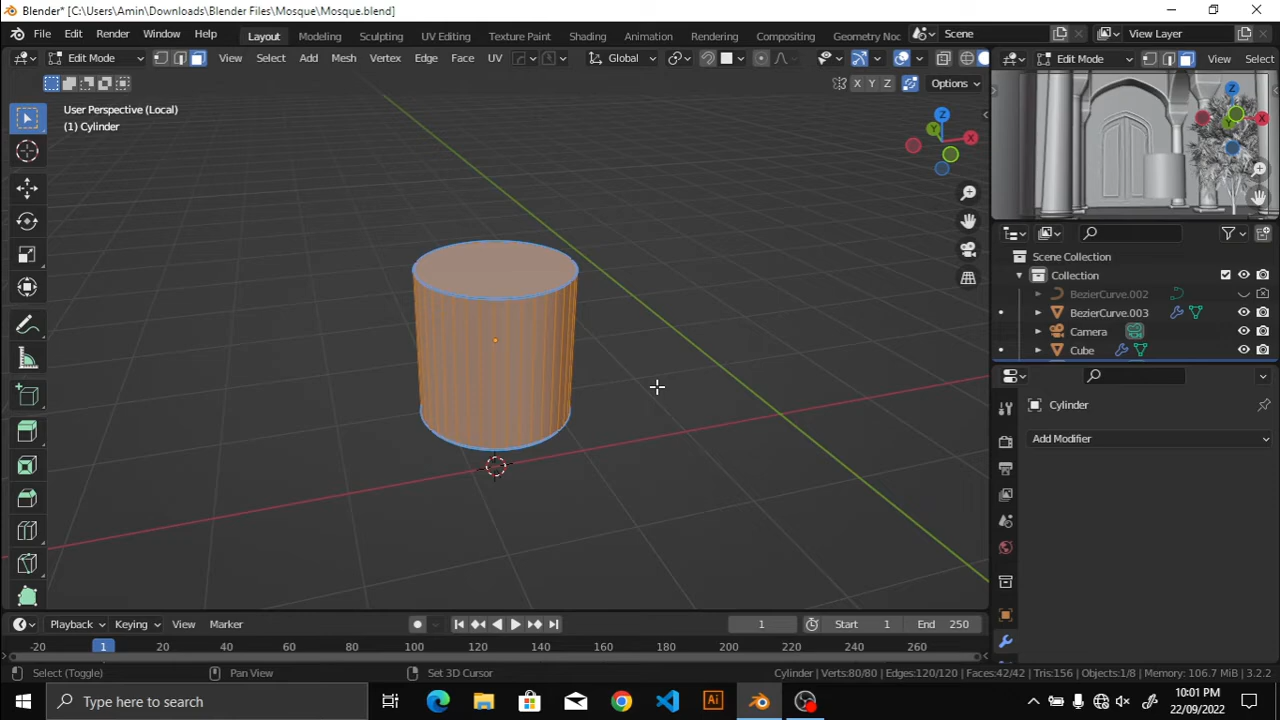 Blender* [C:\Users\Amin\Downloads\Blender Files\Mosque\Mosque.blend]
File Edit Render Window Help Layout Modeling Sculpting UV Editing Texture Paint Shading Animation Rendering Compositing Geometry Noc Scene View Layer
Edit Mode View Select Add Mesh Vertex Edge Face UV Global Edit Mode View Select
X Y Z Options
User Perspective (Local)
(1) Cylinder
Z
Y
X
Scene Collection
Collection
BezierCurve.002
BezierCurve.003
Camera
Cube
Cylinder
Add Modifier
Playback Keying View Marker 1 Start 1 End 250
-20 1 20 40 60 80 100 120 140 160 180 200 220 240 260
Select (Toggle) Pan View Set 3D Cursor Cylinder | Verts:80/80 | Edges:120/120 | Faces:42/42 | Tris:156 | Objects:1/8 | Memory: 106.7 MiB | 3.2.2
Type here to search
10:01 PM
22/09/2022